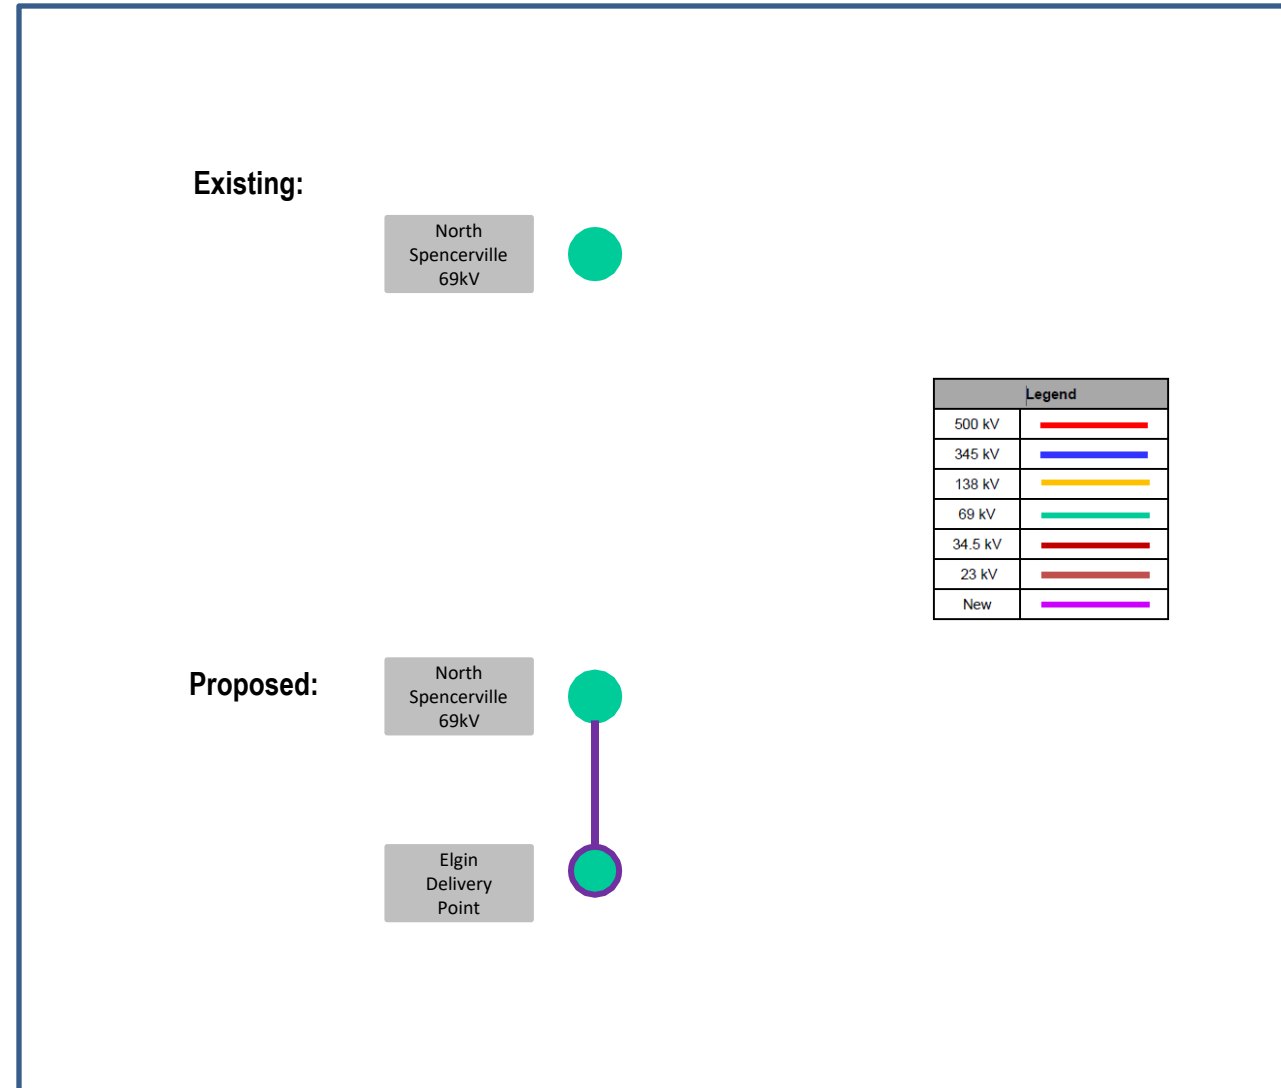 Existing:
North
Spencerville
69kV
Legend
500 kV
345 kV
138 kV
69 kV
34.5 kV
23 kV
New
Proposed:
North
Spencerville
69kV
Elgin
Delivery
Point